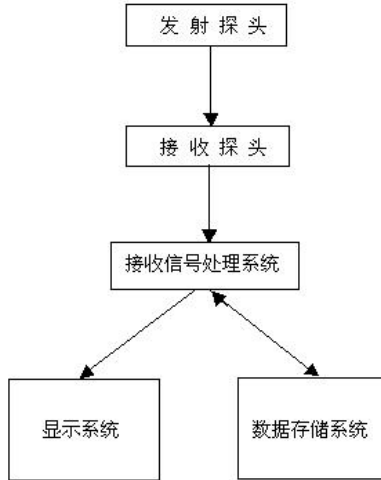 发射探头
接收探头
接收信号处理系统
显示系统
数据存储系统